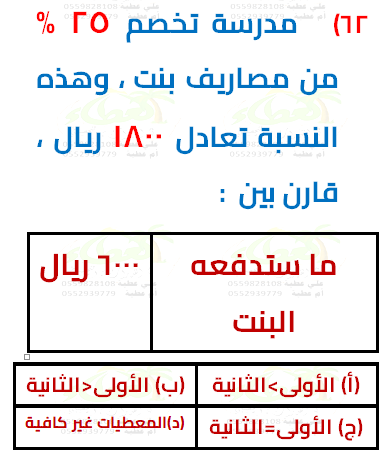 ٦٢) مدرسة تخصم ٢٥ %
من مصاريف بنت ، وهذه
النسبة تعادل ١٨٠٠ ريال ،
قارن بين :
ما ستدفعه البنت
٦٠٠٠ ريال
(أ) الأولى>الثانية
(ب) الأولى<الثانية
(ج) الأولى=الثانية
(د)المعطيات غير كافية